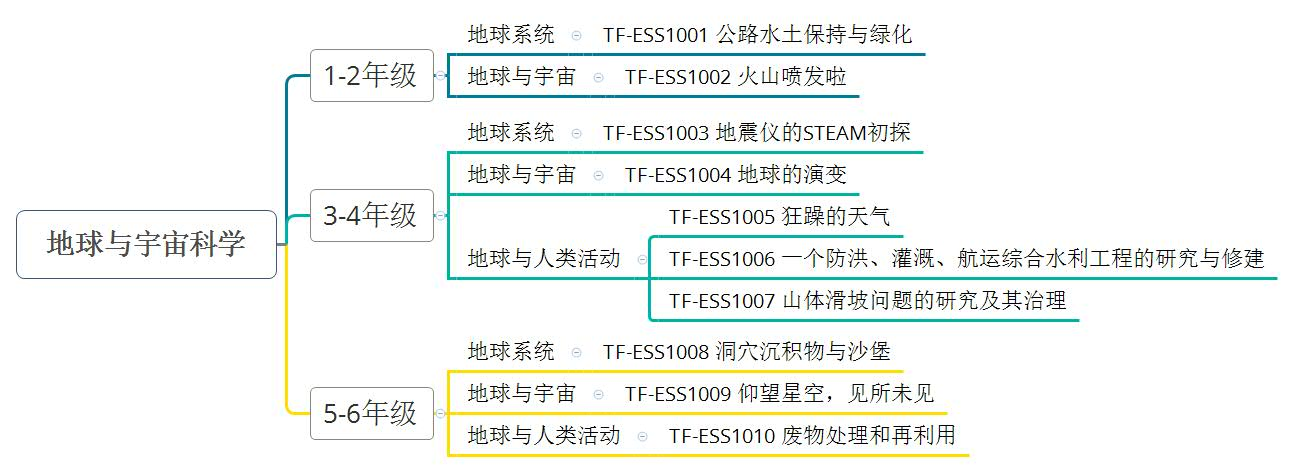 地球与宇宙科学
1-2年级
地球系统 TF-ESS1001 公路水土保持与绿化
地球与宇宙 TF-ESS1002 火山喷发啦
3-4年级
地球系统 TF-ESS1003 地震仪的STEAM初探
地球与宇宙 TF-ESS1004 地球的演变
地球与人类活动
TF-ESS1005 狂躁的天气
TF-ESS1006 一个防洪、灌溉、航运综合水利工程的研究与修建
TF-ESS1007 山体滑坡问题的研究及其治理
5-6年级
地球系统 TF-ESS1008 洞穴沉积物与沙堡
地球与宇宙 TF-ESS1009 仰望星空，见所未见
地球与人类活动 TF-ESS1010 废物处理和再利用